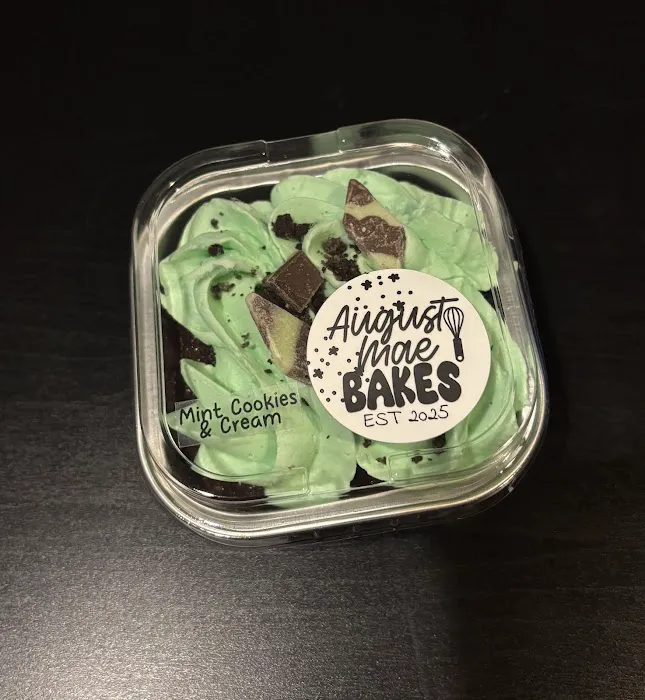 August
mae
BAKES
EST 2025
Mint Cookies
& Cream